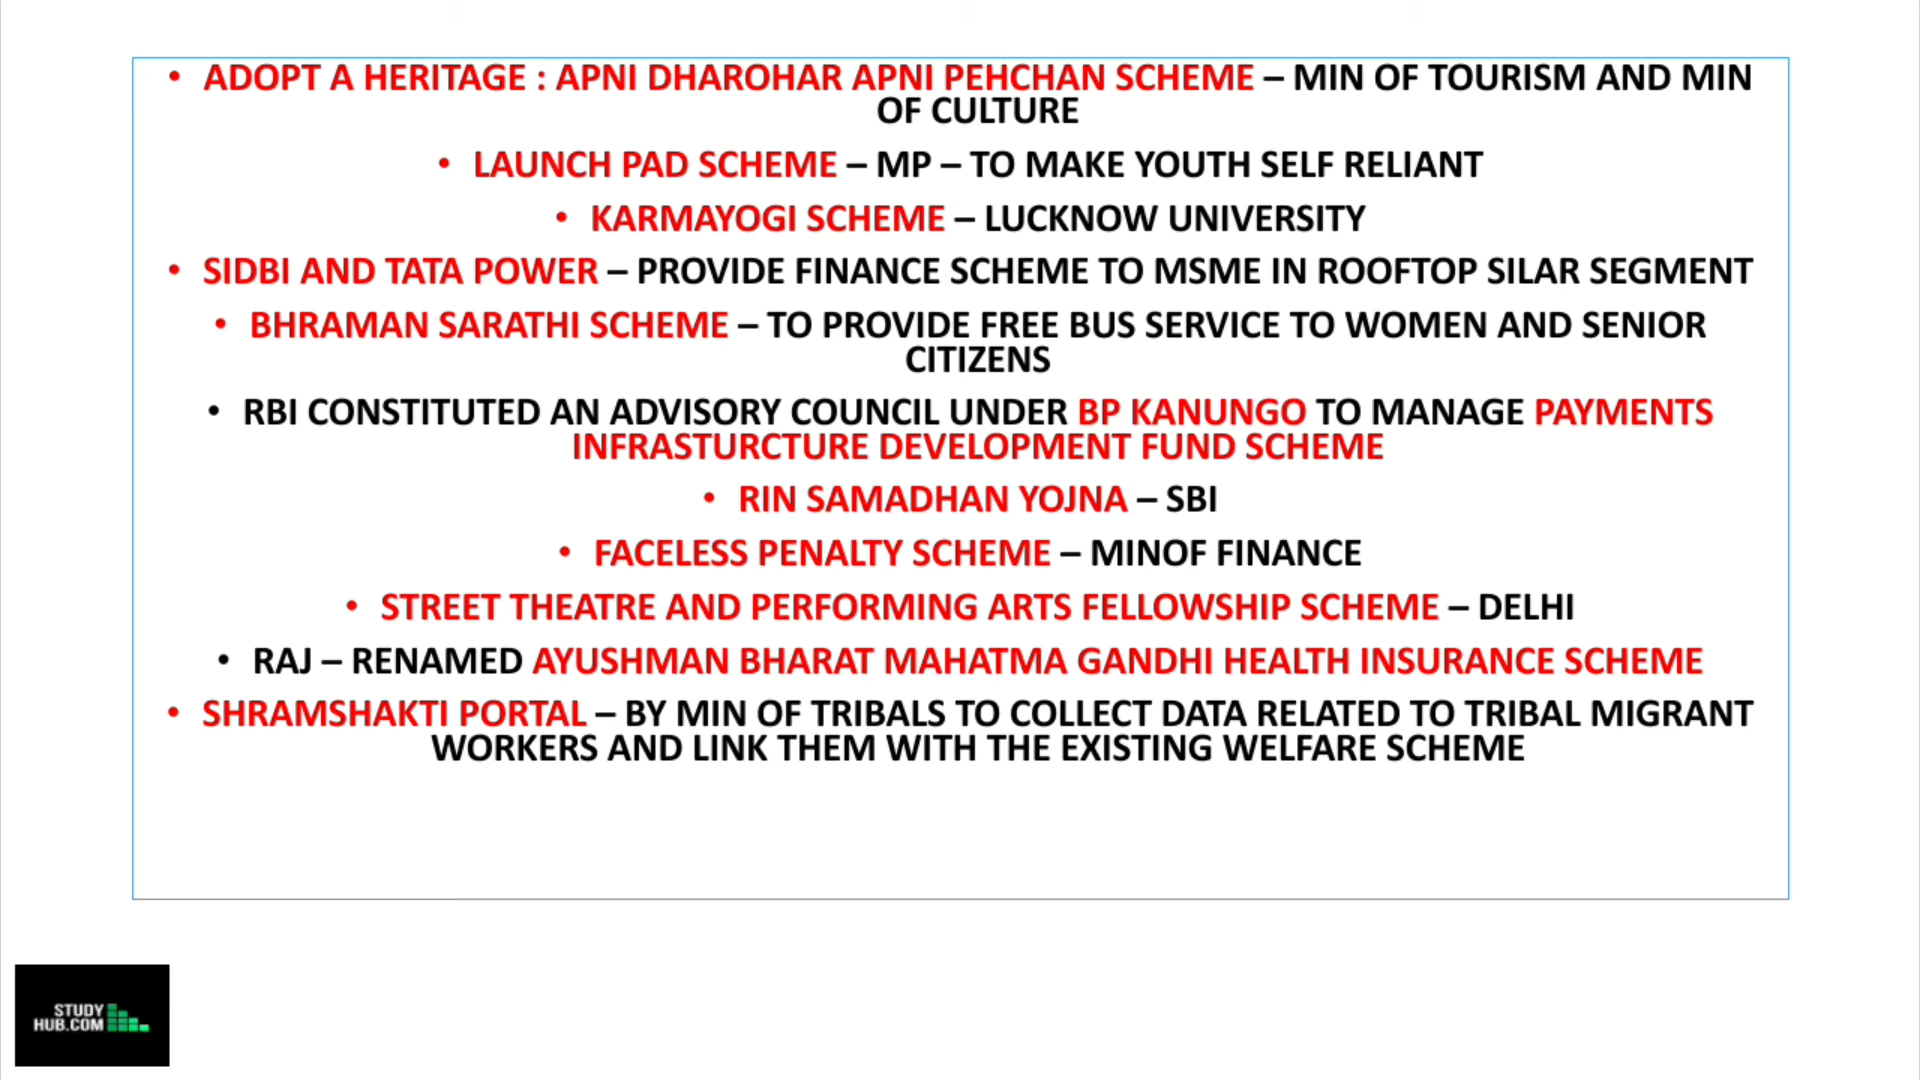 • ADOPT A HERITAGE : APNI DHAROHAR APNI PEHCHAN SCHEME – MIN OF TOURISM AND MIN
OF CULTURE
• LAUNCH PAD SCHEME – MP – TO MAKE YOUTH SELF RELIANT
• KARMAYOGI SCHEME – LUCKNOW UNIVERSITY
• SIDBI AND TATA POWER – PROVIDE FINANCE SCHEME TO MSME IN ROOFTOP SILAR SEGMENT
• BHRAMAN SARATHI SCHEME – TO PROVIDE FREE BUS SERVICE TO WOMEN AND SENIOR
CITIZENS
• RBI CONSTITUTED AN ADVISORY COUNCIL UNDER BP KANUNGO TO MANAGE PAYMENTS
INFRASTURCTURE DEVELOPMENT FUND SCHEME
• RIN SAMADHAN YOJNA – SBI
• FACELESS PENALTY SCHEME – MINOF FINANCE
• STREET THEATRE AND PERFORMING ARTS FELLOWSHIP SCHEME – DELHI
• RAJ – RENAMED AYUSHMAN BHARAT MAHATMA GANDHI HEALTH INSURANCE SCHEME
• SHRAMSHAKTI PORTAL – BY MIN OF TRIBALS TO COLLECT DATA RELATED TO TRIBAL MIGRANT
WORKERS AND LINK THEM WITH THE EXISTING WELFARE SCHEME
STUDY
HUB.COM